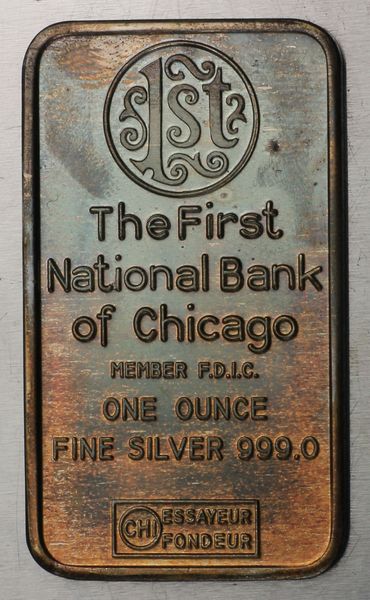 1st
The First
National Bank
of Chicago
MEMBER F.D.I.C.
ONE OUNCE
FINE SILVER 999.0
CHI ESSAYEUR
FONDEUR